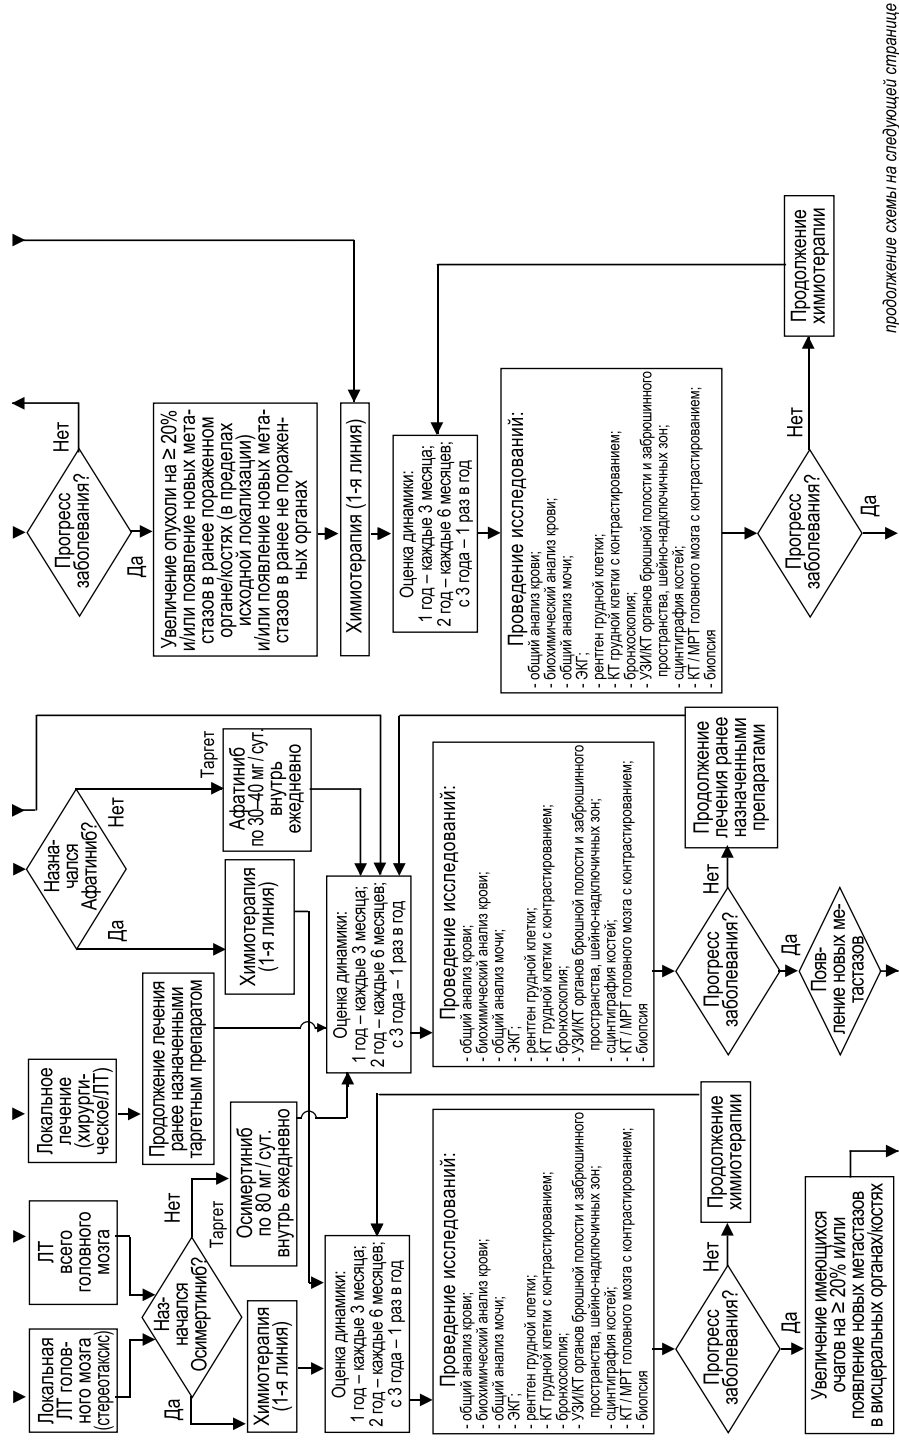 Локальная
ЛТ голов-
ного мозга
(стереотаксис)
ЛТ
всего
головного
мозга
Локальное
лечение
(хирурги-
ческое/ЛТ)
Продолжение лечения
ранее назначенными
таргетным препаратом
Наз-
начался
Осимертиниб?
Да
Нет
Таргет
Химиотерапия
(1-я линия)
Осимертиниб
по 80 мг / сут.
внутрь ежедневно
Назна-
чался
Афатиниб?
Да
Нет
Таргет
Химиотерапия
(1-я линия)
Афатиниб
по 30–40 мг / сут.
внутрь
ежедневно
Оценка динамики:
1 год – каждые 3 месяца;
2 год – каждые 6 месяцев;
с 3 года – 1 раз в год
Проведение исследований:
- общий анализ крови;
- биохимический анализ крови;
- общий анализ мочи;
- ЭКГ;
- рентген грудной клетки;
- КТ грудной клетки с контрастированием;
- бронхоскопия;
- УЗИ/КТ органов брюшной полости и забрюшинного
пространства, шейно-надключичных зон;
- сцинтиграфия костей;
- КТ / МРТ головного мозга с контрастированием;
- биопсия
Прогресс
заболевания?
Нет
Продолжение
химиотерапии
Да
Увеличение имеющихся
очагов на ≥ 20% и/или
появление новых метастазов
в висцеральных органах/костях
Оценка динамики:
1 год – каждые 3 месяца;
2 год – каждые 6 месяцев;
с 3 года – 1 раз в год
Проведение исследований:
- общий анализ крови;
- биохимический анализ крови;
- общий анализ мочи;
- ЭКГ;
- рентген грудной клетки;
- КТ грудной клетки с контрастированием;
- бронхоскопия;
- УЗИ/КТ органов брюшной полости и забрюшинного
пространства, шейно-надключичных зон;
- сцинтиграфия костей;
- КТ / МРТ головного мозга с контрастированием;
- биопсия
Прогресс
заболевания?
Нет
Продолжение
лечения ранее
назначенными
препаратами
Да
Появ-
ление новых ме-
тастазов
Прогресс
заболевания?
Нет
Да
Увеличение опухоли на ≥ 20%
и/или появление новых мета-
стазов в ранее пораженном
органе/костях (в пределах
исходной локализации)
и/или появление новых мета-
стазов в ранее не поражен-
ных органах
Химиотерапия (1-я линия)
Оценка динамики:
1 год – каждые 3 месяца;
2 год – каждые 6 месяцев;
с 3 года – 1 раз в год
Проведение исследований:
- общий анализ крови;
- биохимический анализ крови;
- общий анализ мочи;
- ЭКГ;
- рентген грудной клетки;
- КТ грудной клетки с контрастированием;
- бронхоскопия;
- УЗИ/КТ органов брюшной полости и забрюшинного
пространства, шейно-надключичных зон;
- сцинтиграфия костей;
- КТ / МРТ головного мозга с контрастированием;
- биопсия
Прогресс
заболевания?
Нет
Продолжение
химиотерапии
Да
продолжение схемы на следующей странице